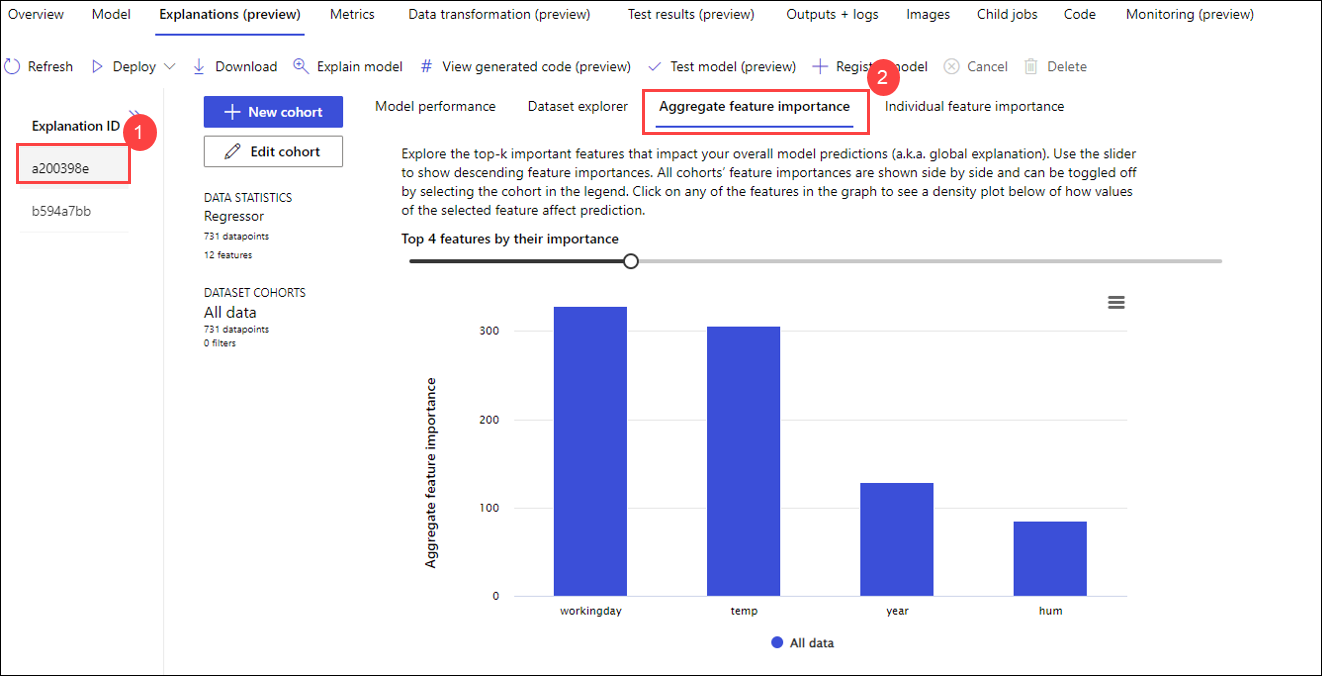 Overview Model Explanations (preview) Metrics Data transformation (preview) Test results (preview) Outputs + logs Images Child jobs Code Monitoring (preview)
Refresh Deploy Download Explain model # View generated code (preview) Test model (preview) Regis model Cancel Delete
2
Explanation ID
1
a200398e
b594a7bb
New cohort
Edit cohort
DATA STATISTICS
Regressor
731 datapoints
12 features
DATASET COHORTS
All data
731 datapoints
0 filters
Model performance Dataset explorer Aggregate feature importance Individual feature importance
Explore the top-k important features that impact your overall model predictions (a.k.a. global explanation). Use the slider
to show descending feature importances. All cohorts’ feature importances are shown side by side and can be toggled off
by selecting the cohort in the legend. Click on any of the features in the graph to see a density plot below of how values
of the selected feature affect prediction.
Top 4 features by their importance
Aggregate feature importance
300
200
100
0
workingday temp year hum
All data